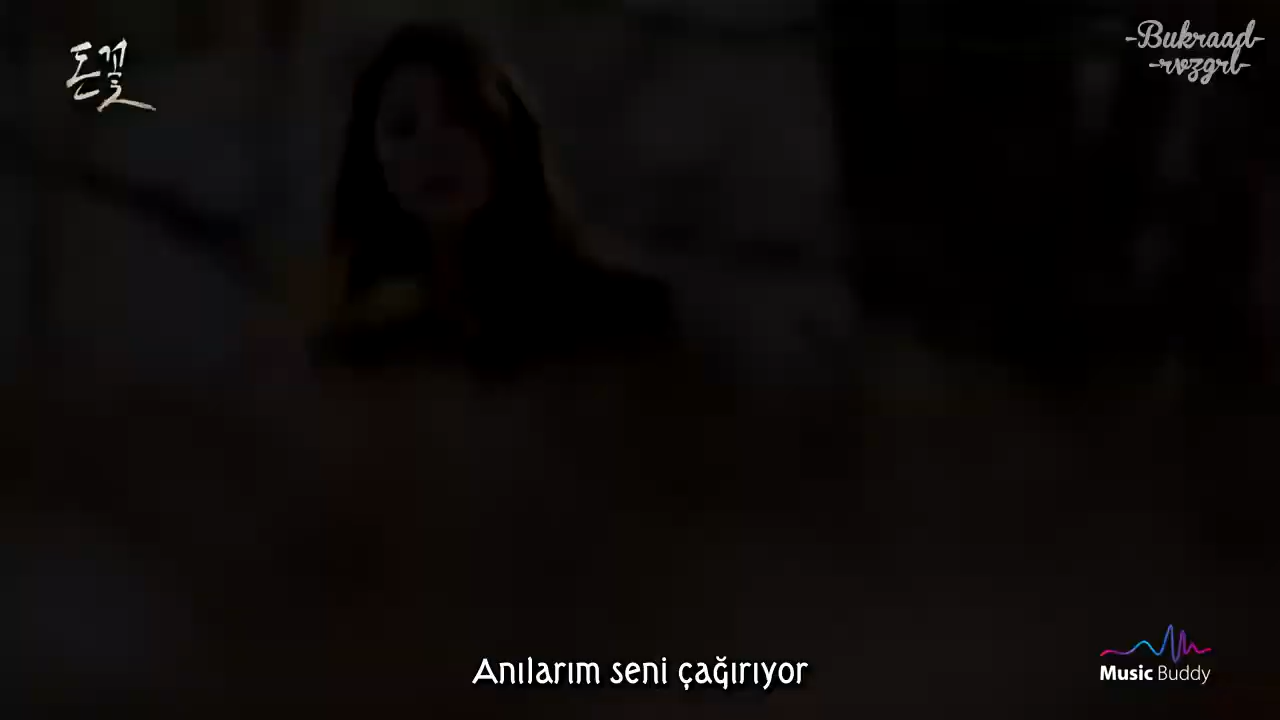 돈꽃
-Bukraad-
-rvzgrl-
Anılarım seni çağırıyor
Music Buddy